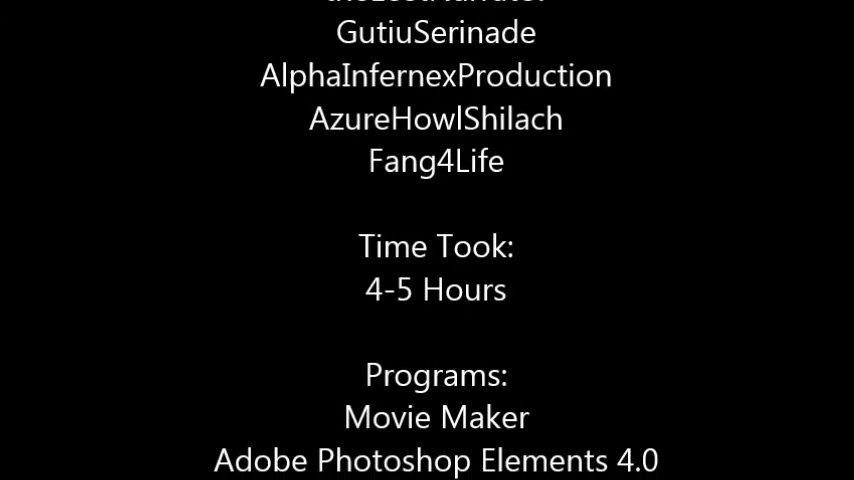 GutiuSerinade
AlphaInfernexProduction
AzureHowlShilach
Fang4Life
Time Took:
4-5 Hours
Programs:
Movie Maker
Adobe Photoshop Elements 4.0